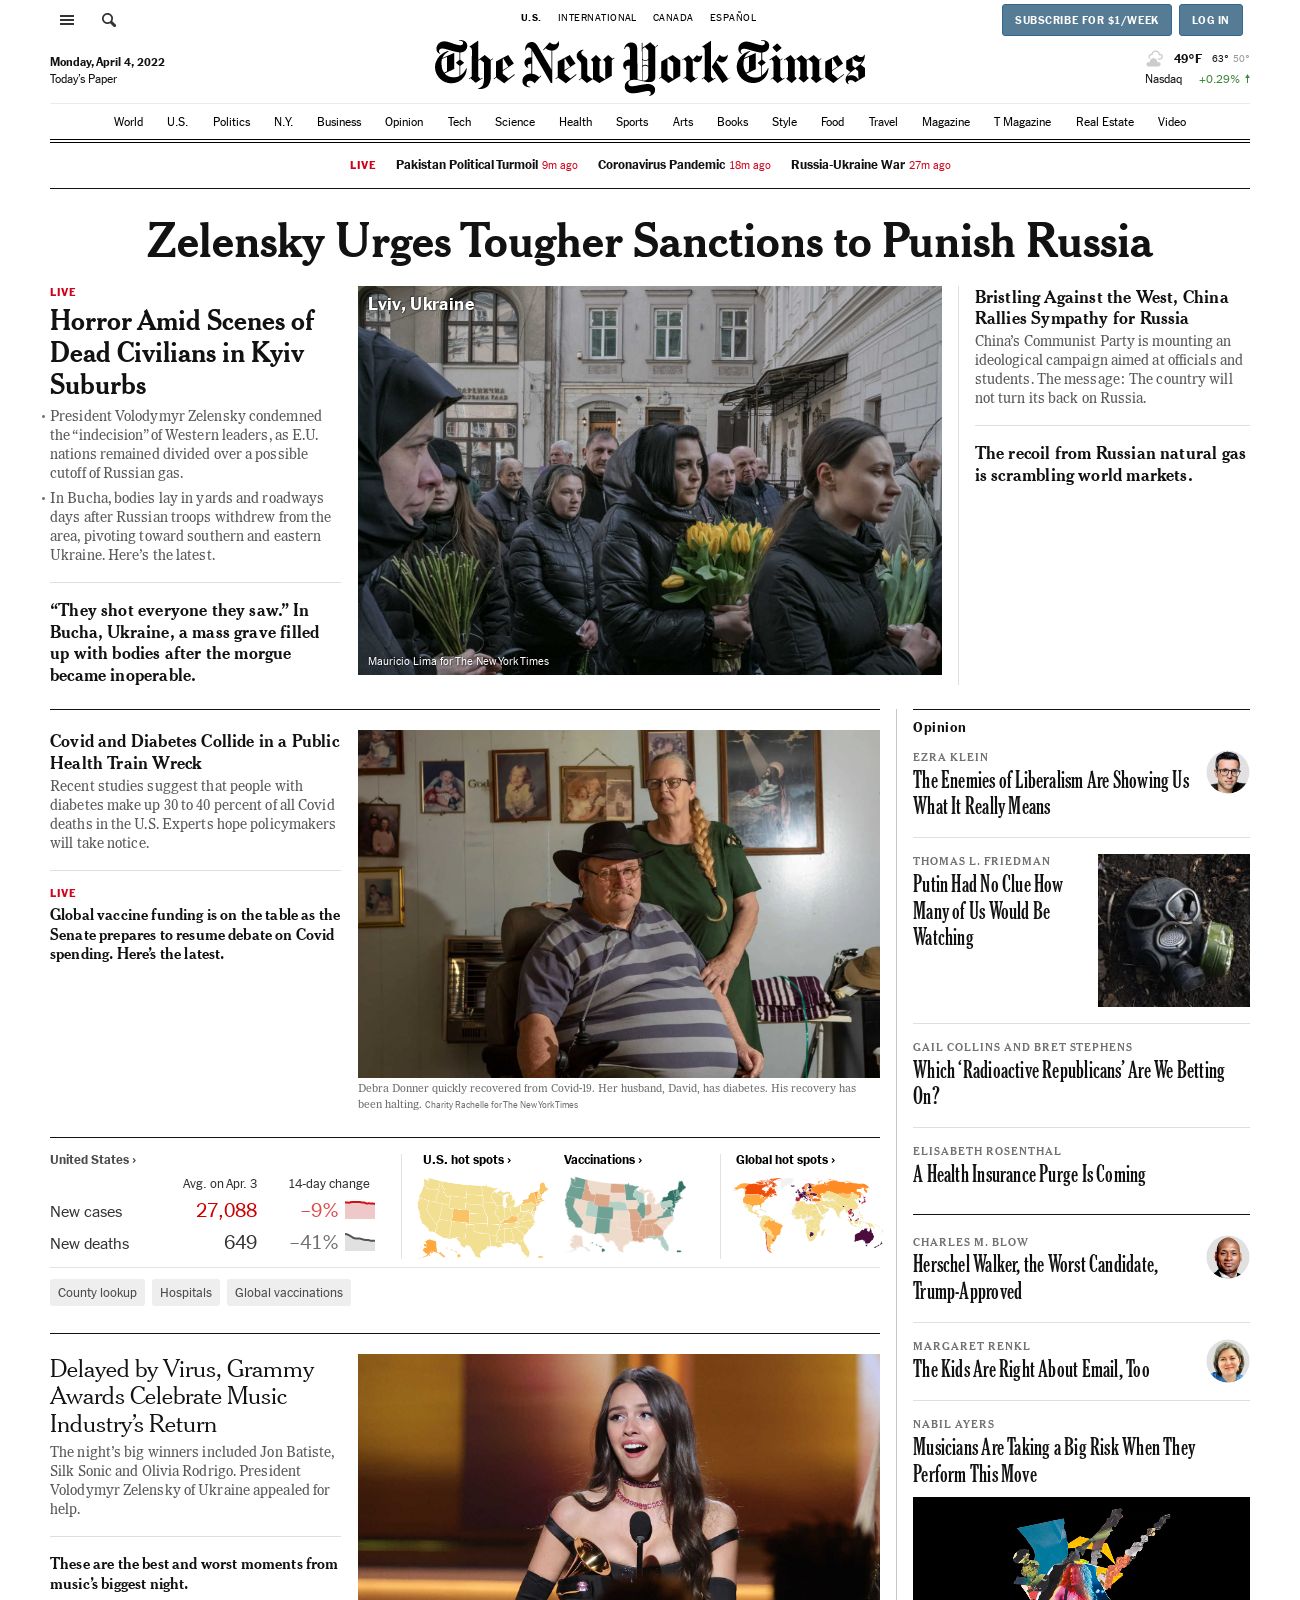 U.S. INTERNATIONAL CANADA ESPAÑOL
SUBSCRIBE FOR $1/WEEK
LOG IN
Monday, April 4, 2022
Today's Paper
The New York Times
49°F 63° 50°
Nasdaq +0.29% ↑
World U.S. Politics N.Y. Business Opinion Tech Science Health Sports Arts Books Style Food Travel Magazine T Magazine Real Estate Video
LIVE Pakistan Political Turmoil 9m ago Coronavirus Pandemic 18m ago Russia-Ukraine War 27m ago
Zelensky Urges Tougher Sanctions to Punish Russia
LIVE
Horror Amid Scenes of
Dead Civilians in Kyiv
Suburbs
• President Volodymyr Zelensky condemned
the “indecision” of Western leaders, as E.U.
nations remained divided over a possible
cutoff of Russian gas.
• In Bucha, bodies lay in yards and roadways
days after Russian troops withdrew from the
area, pivoting toward southern and eastern
Ukraine. Here’s the latest.
“They shot everyone they saw.” In
Bucha, Ukraine, a mass grave filled
up with bodies after the morgue
became inoperable.
Lviv, Ukraine
Mauricio Lima for The New York Times
Bristling Against the West, China
Rallies Sympathy for Russia
China’s Communist Party is mounting an
ideological campaign aimed at officials and
students. The message: The country will
not turn its back on Russia.
The recoil from Russian natural gas
is scrambling world markets.
Covid and Diabetes Collide in a Public
Health Train Wreck
Recent studies suggest that people with
diabetes make up 30 to 40 percent of all Covid
deaths in the U.S. Experts hope policymakers
will take notice.
LIVE
Global vaccine funding is on the table as the
Senate prepares to resume debate on Covid
spending. Here’s the latest.
God
Debra Donner quickly recovered from Covid-19. Her husband, David, has diabetes. His recovery has
been halting. Charity Rachelle for The New York Times
United States ›
Avg. on Apr. 3 14-day change
New cases 27,088 –9%
New deaths 649 –41%
U.S. hot spots ›
Vaccinations ›
Global hot spots ›
County lookup
Hospitals
Global vaccinations
Delayed by Virus, Grammy
Awards Celebrate Music
Industry’s Return
The night’s big winners included Jon Batiste,
Silk Sonic and Olivia Rodrigo. President
Volodymyr Zelensky of Ukraine appealed for
help.
These are the best and worst moments from
music’s biggest night.
Opinion
EZRA KLEIN
The Enemies of Liberalism Are Showing Us
What It Really Means
THOMAS L. FRIEDMAN
Putin Had No Clue How
Many of Us Would Be
Watching
GAIL COLLINS AND BRET STEPHENS
Which ‘Radioactive Republicans’ Are We Betting
On?
ELISABETH ROSENTHAL
A Health Insurance Purge Is Coming
CHARLES M. BLOW
Herschel Walker, the Worst Candidate,
Trump-Approved
MARGARET RENKL
The Kids Are Right About Email, Too
NABIL AYERS
Musicians Are Taking a Big Risk When They
Perform This Move